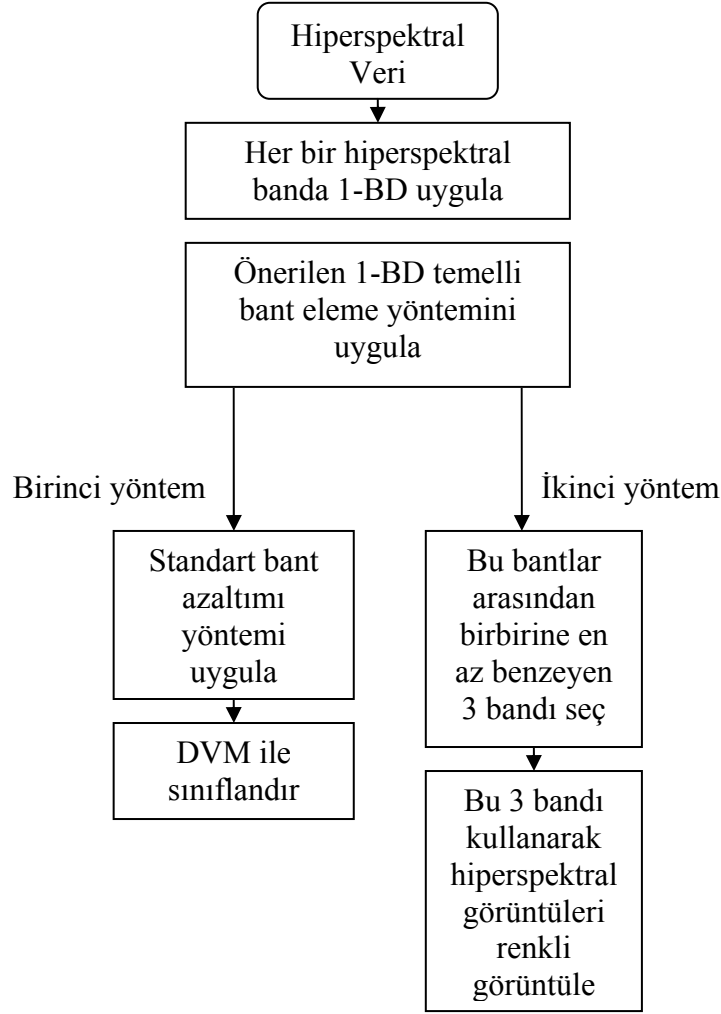 Hiperspektral
Veri
Her bir hiperspektral
banda 1-BD uygula
Önerilen 1-BD temelli
bant eleme yöntemini
uygula
Birinci yöntem
İkinci yöntem
Standart bant
azaltımı
yöntemi
uygula
DVM ile
sınıflandır
Bu bantlar
arasından
birbirine en
az benzeyen
3 bandı seç
Bu 3 bandı
kullanarak
hiperspektral
görüntüleri
renkli
görüntüle